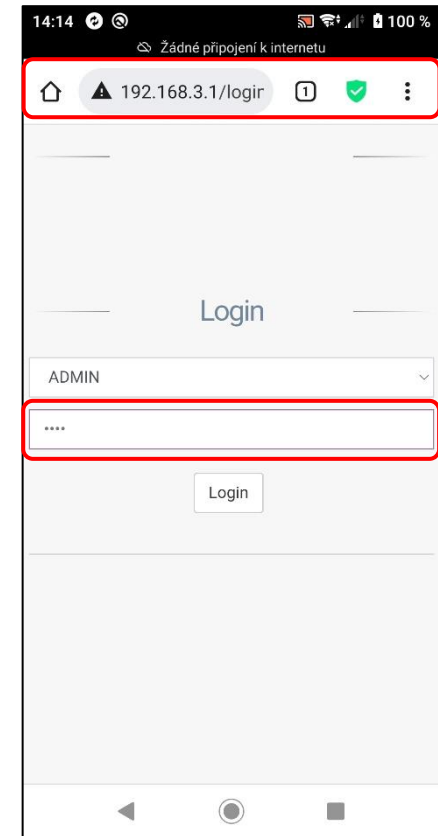 14:14 100 %
Žádné připojení k internetu
192.168.3.1/login
1
Login
ADMIN
••••
Login